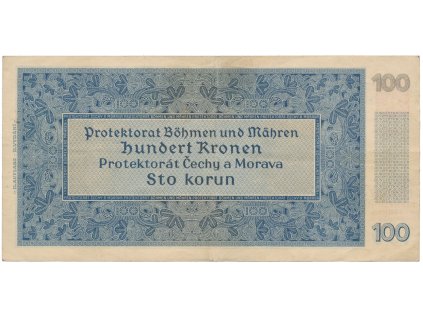 100
Protektorat Böhmen und Mähren
Hundert Kronen
Protektorát Čechy a Morava
Sto korun
100